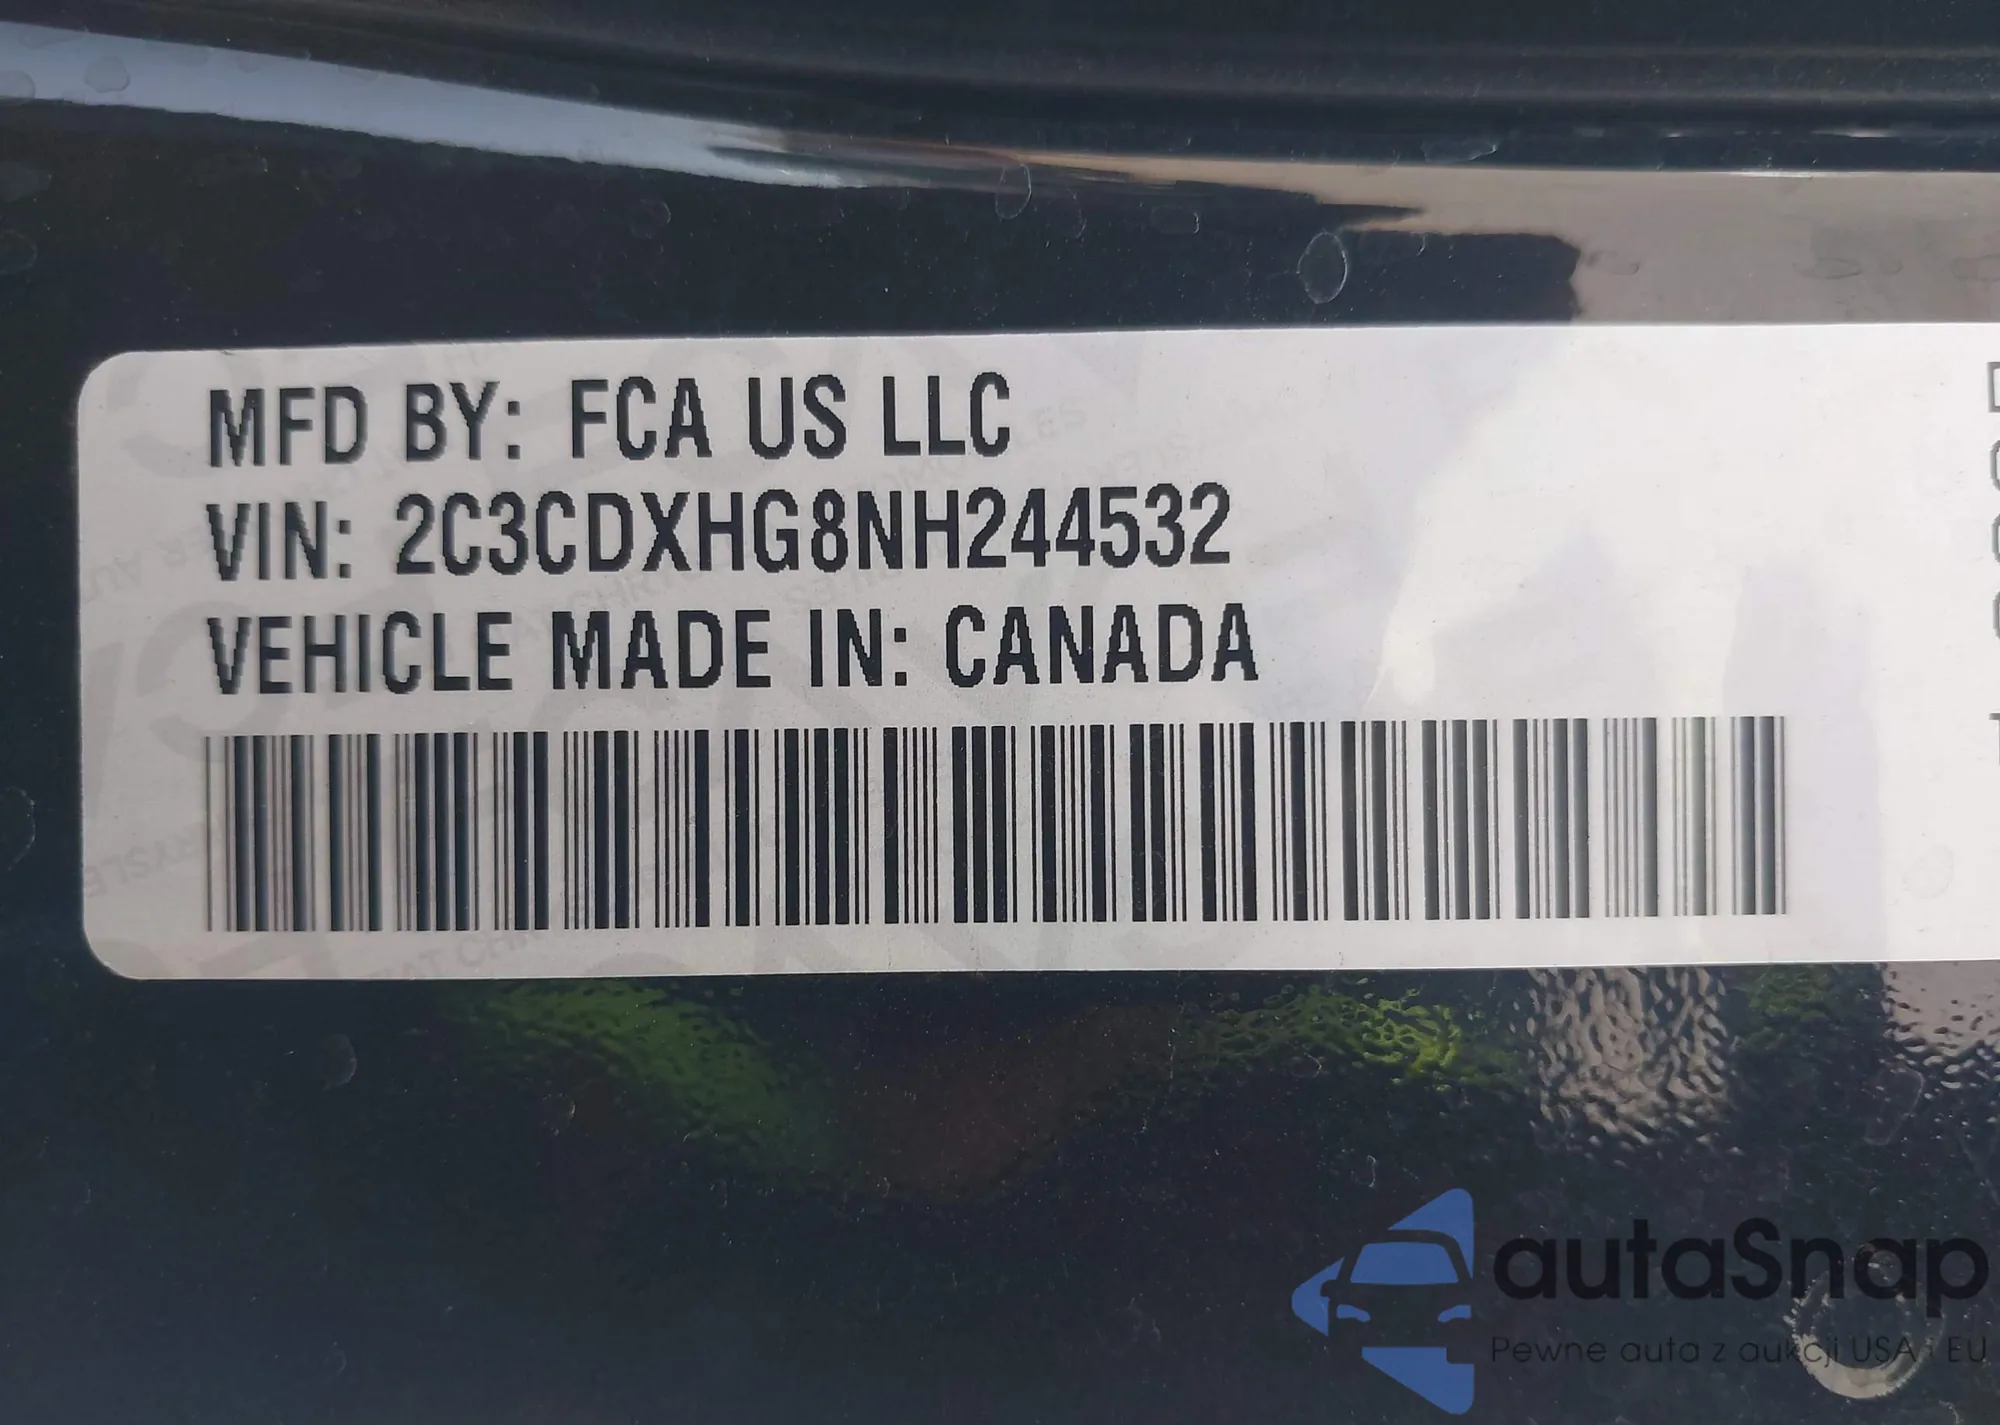 MFD BY: FCA US LLC
VIN: 2C3CDXHG8NH244532
VEHICLE MADE IN: CANADA
autaSnap
Pewne auta z aukcji USA i EU